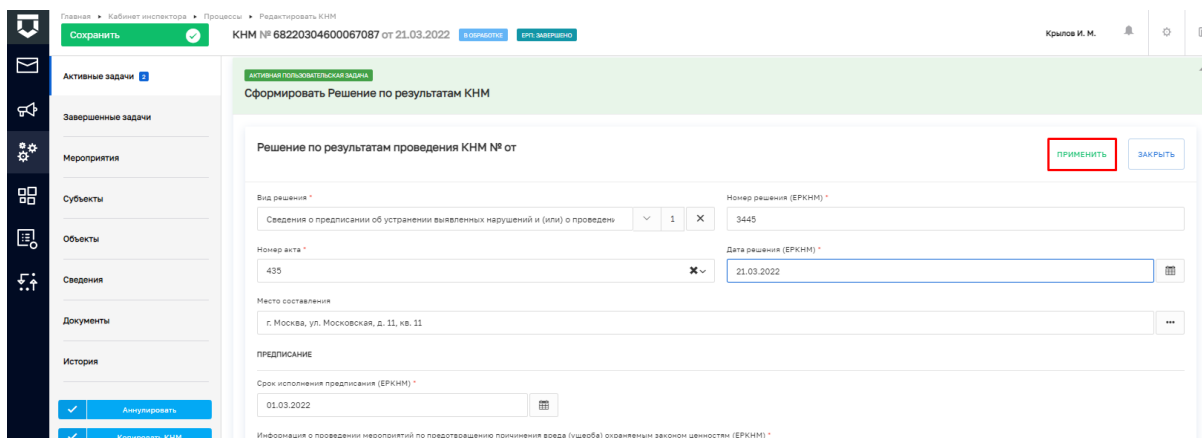 Главная ▸ Кабинет инспектора ▸ Процессы ▸ Редактировать КНМ
Сохранить
КНМ № 68220304600067087 от 21.03.2022 В ОБРАБОТКЕ ЕРП: ЗАВЕРШЕНО
Крылов И. М.
Активные задачи 2
Завершенные задачи
Мероприятия
Субъекты
Объекты
Сведения
Документы
История
Аннулировать
Копировать КНМ
АКТИВНАЯ ПОЛЬЗОВАТЕЛЬСКАЯ ЗАДАЧА
Сформировать Решение по результатам КНМ
Решение по результатам проведения КНМ № от
ПРИМЕНИТЬ
ЗАКРЫТЬ
Вид решения *
Сведения о предписании об устранении выявленных нарушений и (или) о проведени
1
Номер решения (ЕРКНМ) *
3445
Номер акта *
435
Дата решения (ЕРКНМ) *
21.03.2022
Место составления
г. Москва, ул. Московская, д. 11, кв. 11
ПРЕДПИСАНИЕ
Срок исполнения предписания (ЕРКНМ) *
01.03.2022
Информация о проведении мероприятий по предотвращению причинения вреда (ущерба) охраняемым законом ценностям (ЕРКНМ) *